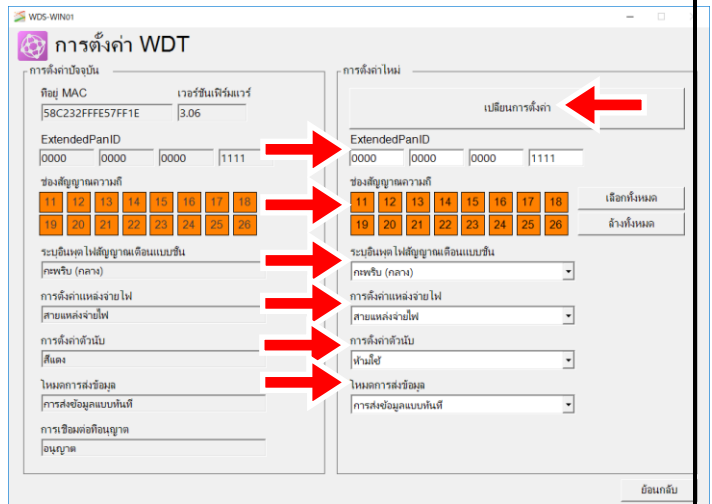 WDS-WIN01
การตั้งค่า WDT
การตั้งค่าปัจจุบัน
ที่อยู่ MAC
เวอร์ชันเฟิร์มแวร์
58C232FFFE57FF1E
3.06
ExtendedPanID
0000 0000 0000 1111
ช่องสัญญาณความถี่
11 12 13 14 15 16 17 18
19 20 21 22 23 24 25 26
ระบุอินพุตไฟสัญญาณเตือนแบบชั้น
กะพริบ (กลาง)
การตั้งค่าแหล่งจ่ายไฟ
สายแหล่งจ่ายไฟ
การตั้งค่าตัวนับ
สีแดง
โหมดการส่งข้อมูล
การส่งข้อมูลแบบทันที
การเชื่อมต่อที่อนุญาต
อนุญาต
การตั้งค่าใหม่
เปลี่ยนการตั้งค่า
ExtendedPanID
0000 0000 0000 1111
ช่องสัญญาณความถี่
11 12 13 14 15 16 17 18
เลือกทั้งหมด
19 20 21 22 23 24 25 26
ล้างทั้งหมด
ระบุอินพุตไฟสัญญาณเตือนแบบชั้น
กะพริบ (กลาง)
การตั้งค่าแหล่งจ่ายไฟ
สายแหล่งจ่ายไฟ
การตั้งค่าตัวนับ
ห้ามใช้
โหมดการส่งข้อมูล
การส่งข้อมูลแบบทันที
ย้อนกลับ